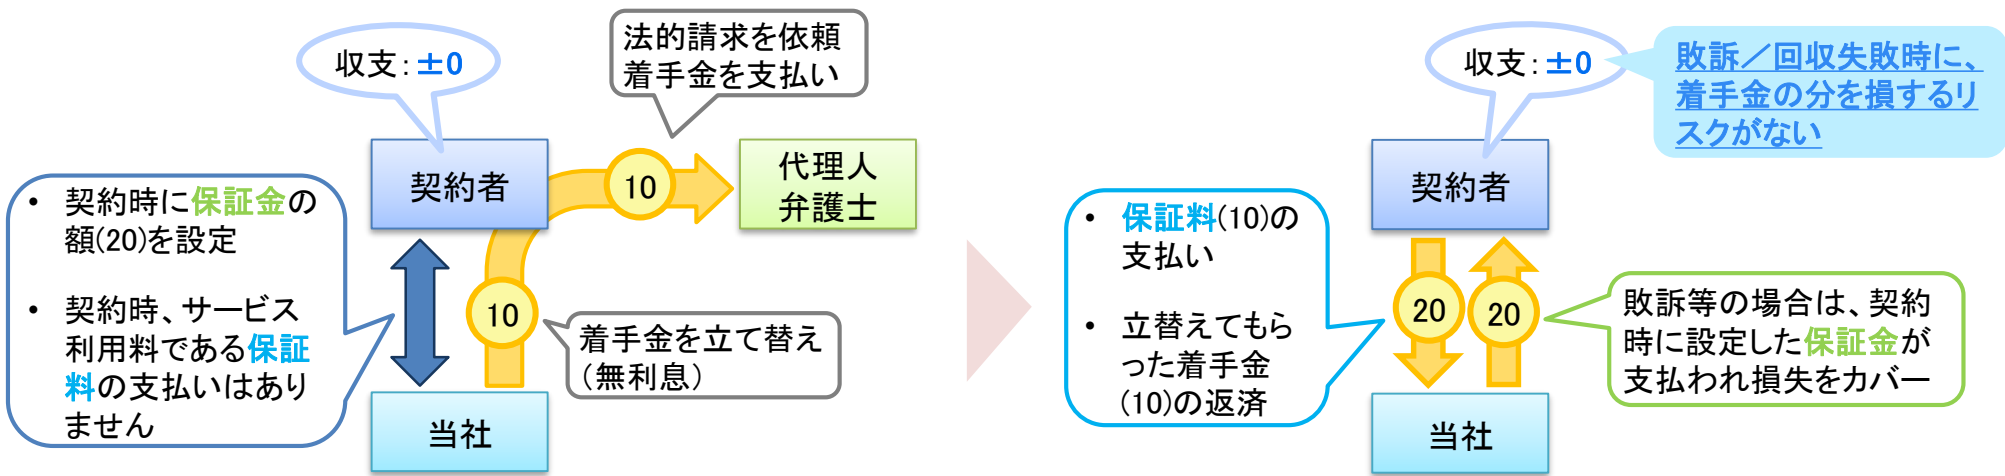 収支：±0
法的請求を依頼
着手金を支払い
契約者
10
代理人
弁護士
• 契約時に保証金の
額(20)を設定
• 契約時、サービス
利用料である保証
料の支払いはあり
ません
10
着手金を立て替え
（無利息）
当社
収支：±0
敗訴／回収失敗時に、
着手金の分を損するリ
スクがない
契約者
• 保証料(10)の
支払い
• 立替えてもら
った着手金
(10)の返済
20
20
敗訴等の場合は、契約
時に設定した保証金が
支払われ損失をカバー
当社